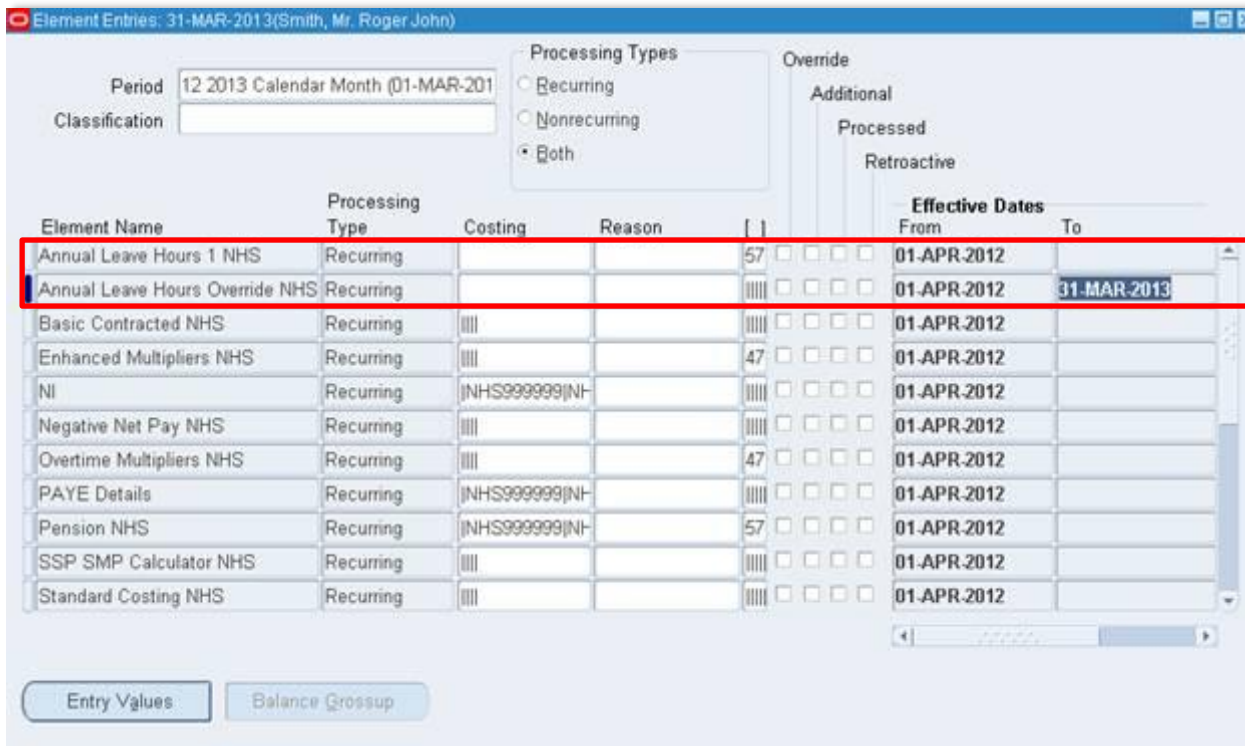 Element Entries: 31-MAR-2013(Smith, Mr. Roger John)
Processing Types
Override
Period 12 2013 Calendar Month (01-MAR-201 Recurring
Additional
Classification Nonrecurring
Processed
Both
Retroactive
Processing Effective Dates
Element Name Type Costing Reason [ ] From To
Annual Leave Hours 1 NHS Recurring 57 01-APR-2012
Annual Leave Hours Override NHS Recurring ||||| 01-APR-2012 31-MAR-2013
Basic Contracted NHS Recurring |||| ||||| 01-APR-2012
Enhanced Multipliers NHS Recurring |||| 47 01-APR-2012
NI Recurring |NHS999999|NH ||||| 01-APR-2012
Negative Net Pay NHS Recurring |||| ||||| 01-APR-2012
Overtime Multipliers NHS Recurring |||| 47 01-APR-2012
PAYE Details Recurring |NHS999999|NH ||||| 01-APR-2012
Pension NHS Recurring |NHS999999|NH 57 01-APR-2012
SSP SMP Calculator NHS Recurring |||| ||||| 01-APR-2012
Standard Costing NHS Recurring |||| ||||| 01-APR-2012
Entry Values Balance Grossup